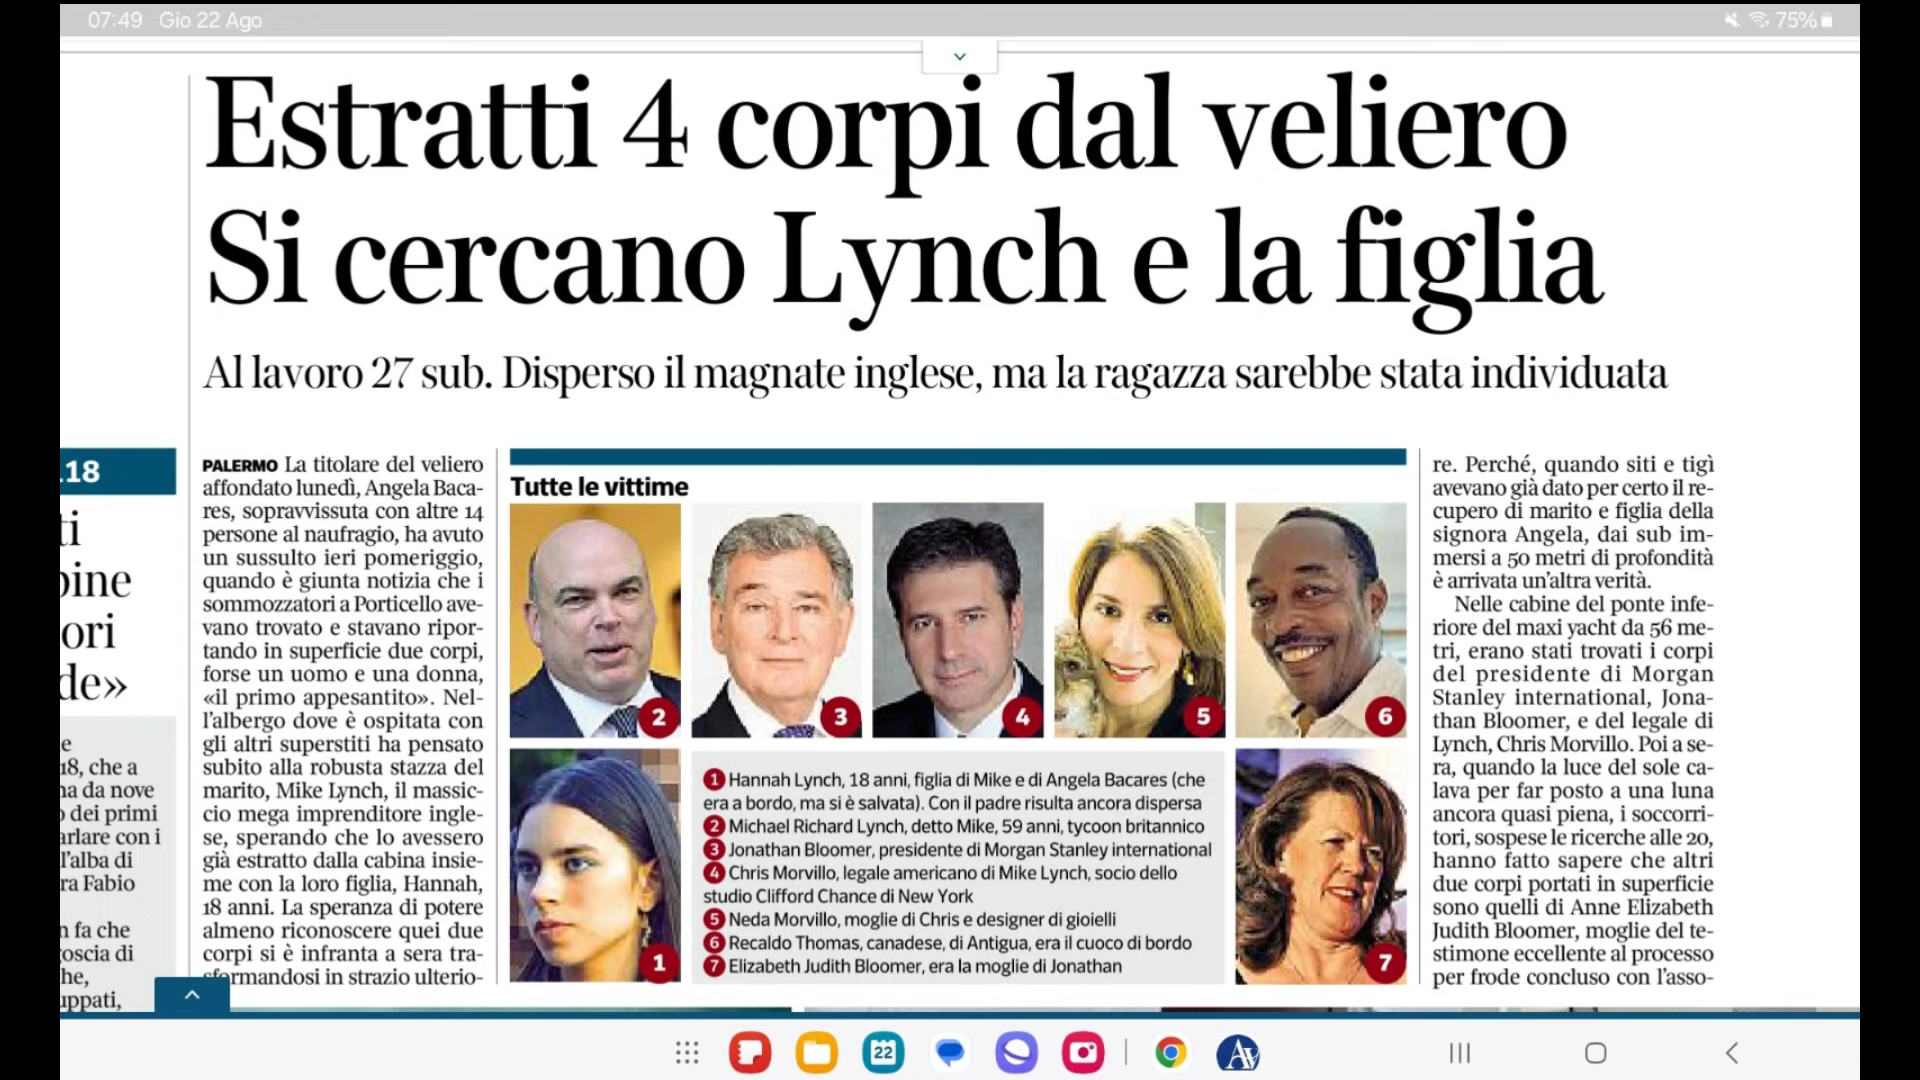 07:49 Gio 22 Ago
75%
Estratti 4 corpi dal veliero
Si cercano Lynch e la figlia
Al lavoro 27 sub. Disperso il magnate inglese, ma la ragazza sarebbe stata individuata
.18
ti
pine
ori
de»
e
18, che a
na da nove
o dei primi
arlare con i
l'alba di
ra Fabio
n fa che
goscia di
he,
uppati,
PALERMO La titolare del veliero
affondato lunedì, Angela Baca-
res, sopravvissuta con altre 14
persone al naufragio, ha avuto
un sussulto ieri pomeriggio,
quando è giunta notizia che i
sommozzatori a Porticello ave-
vano trovato e stavano ripor-
tando in superficie due corpi,
forse un uomo e una donna,
«il primo appesantito». Nel-
l'albergo dove è ospitata con
gli altri superstiti ha pensato
subito alla robusta stazza del
marito, Mike Lynch, il massic-
cio mega imprenditore ingle-
se, sperando che lo avessero
già estratto dalla cabina insie-
me con la loro figlia, Hannah,
18 anni. La speranza di potere
almeno riconoscere quei due
corpi si è infranta a sera tra-
sformandosi in strazio ulterio-
Tutte le vittime
2
3
4
5
6
1
7
1 Hannah Lynch, 18 anni, figlia di Mike e di Angela Bacares (che
era a bordo, ma si è salvata). Con il padre risulta ancora dispersa
2 Michael Richard Lynch, detto Mike, 59 anni, tycoon britannico
3 Jonathan Bloomer, presidente di Morgan Stanley international
4 Chris Morvillo, legale americano di Mike Lynch, socio dello
studio Clifford Chance di New York
5 Neda Morvillo, moglie di Chris e designer di gioielli
6 Recaldo Thomas, canadese, di Antigua, era il cuoco di bordo
7 Elizabeth Judith Bloomer, era la moglie di Jonathan
re. Perché, quando siti e tigì
avevano già dato per certo il re-
cupero di marito e figlia della
signora Angela, dai sub im-
mersi a 50 metri di profondità
è arrivata un'altra verità.
Nelle cabine del ponte infe-
riore del maxi yacht da 56 me-
tri, erano stati trovati i corpi
del presidente di Morgan
Stanley international, Jona-
than Bloomer, e del legale di
Lynch, Chris Morvillo. Poi a se-
ra, quando la luce del sole ca-
lava per far posto a una luna
ancora quasi piena, i soccorri-
tori, sospese le ricerche alle 20,
hanno fatto sapere che altri
due corpi portati in superficie
sono quelli di Anne Elizabeth
Judith Bloomer, moglie del te-
stimone eccellente al processo
per frode concluso con l'asso-
22